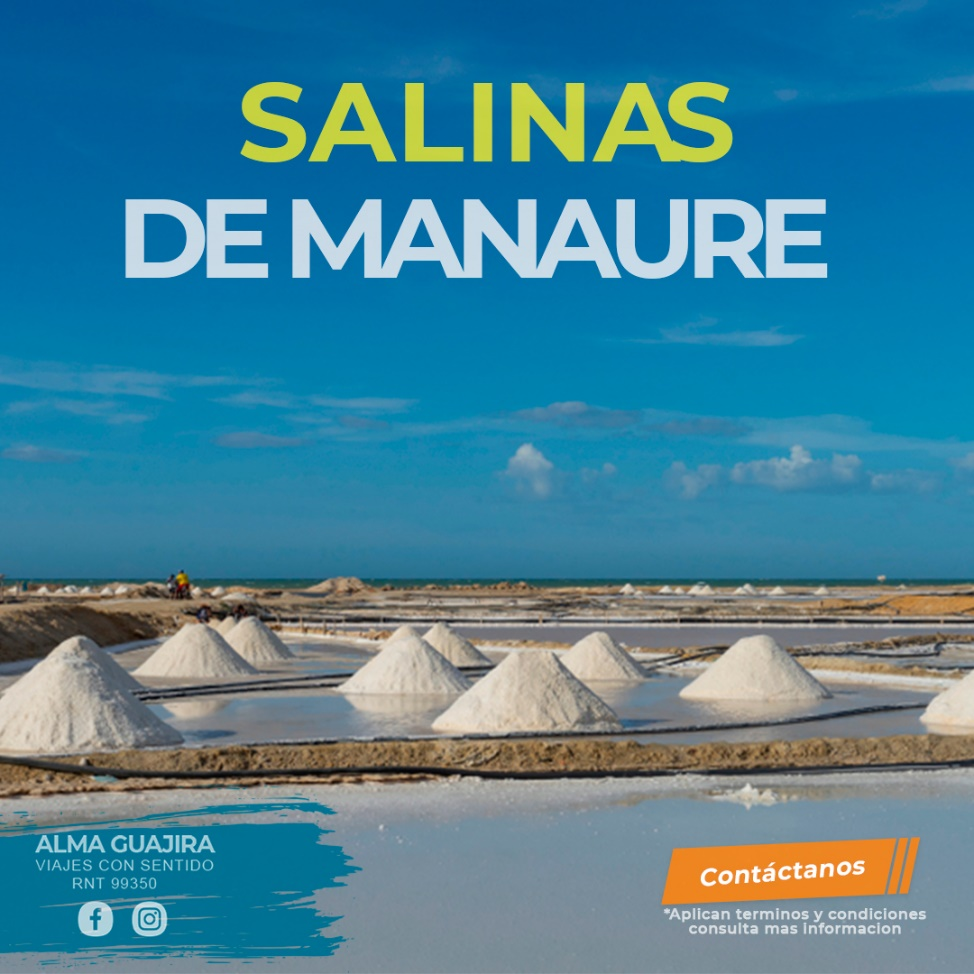 SALINAS
DE MANAURE
ALMA GUAJIRA
VIAJES CON SENTIDO
RNT 99350
Contáctanos
*Aplican terminos y condiciones
consulta mas informacion